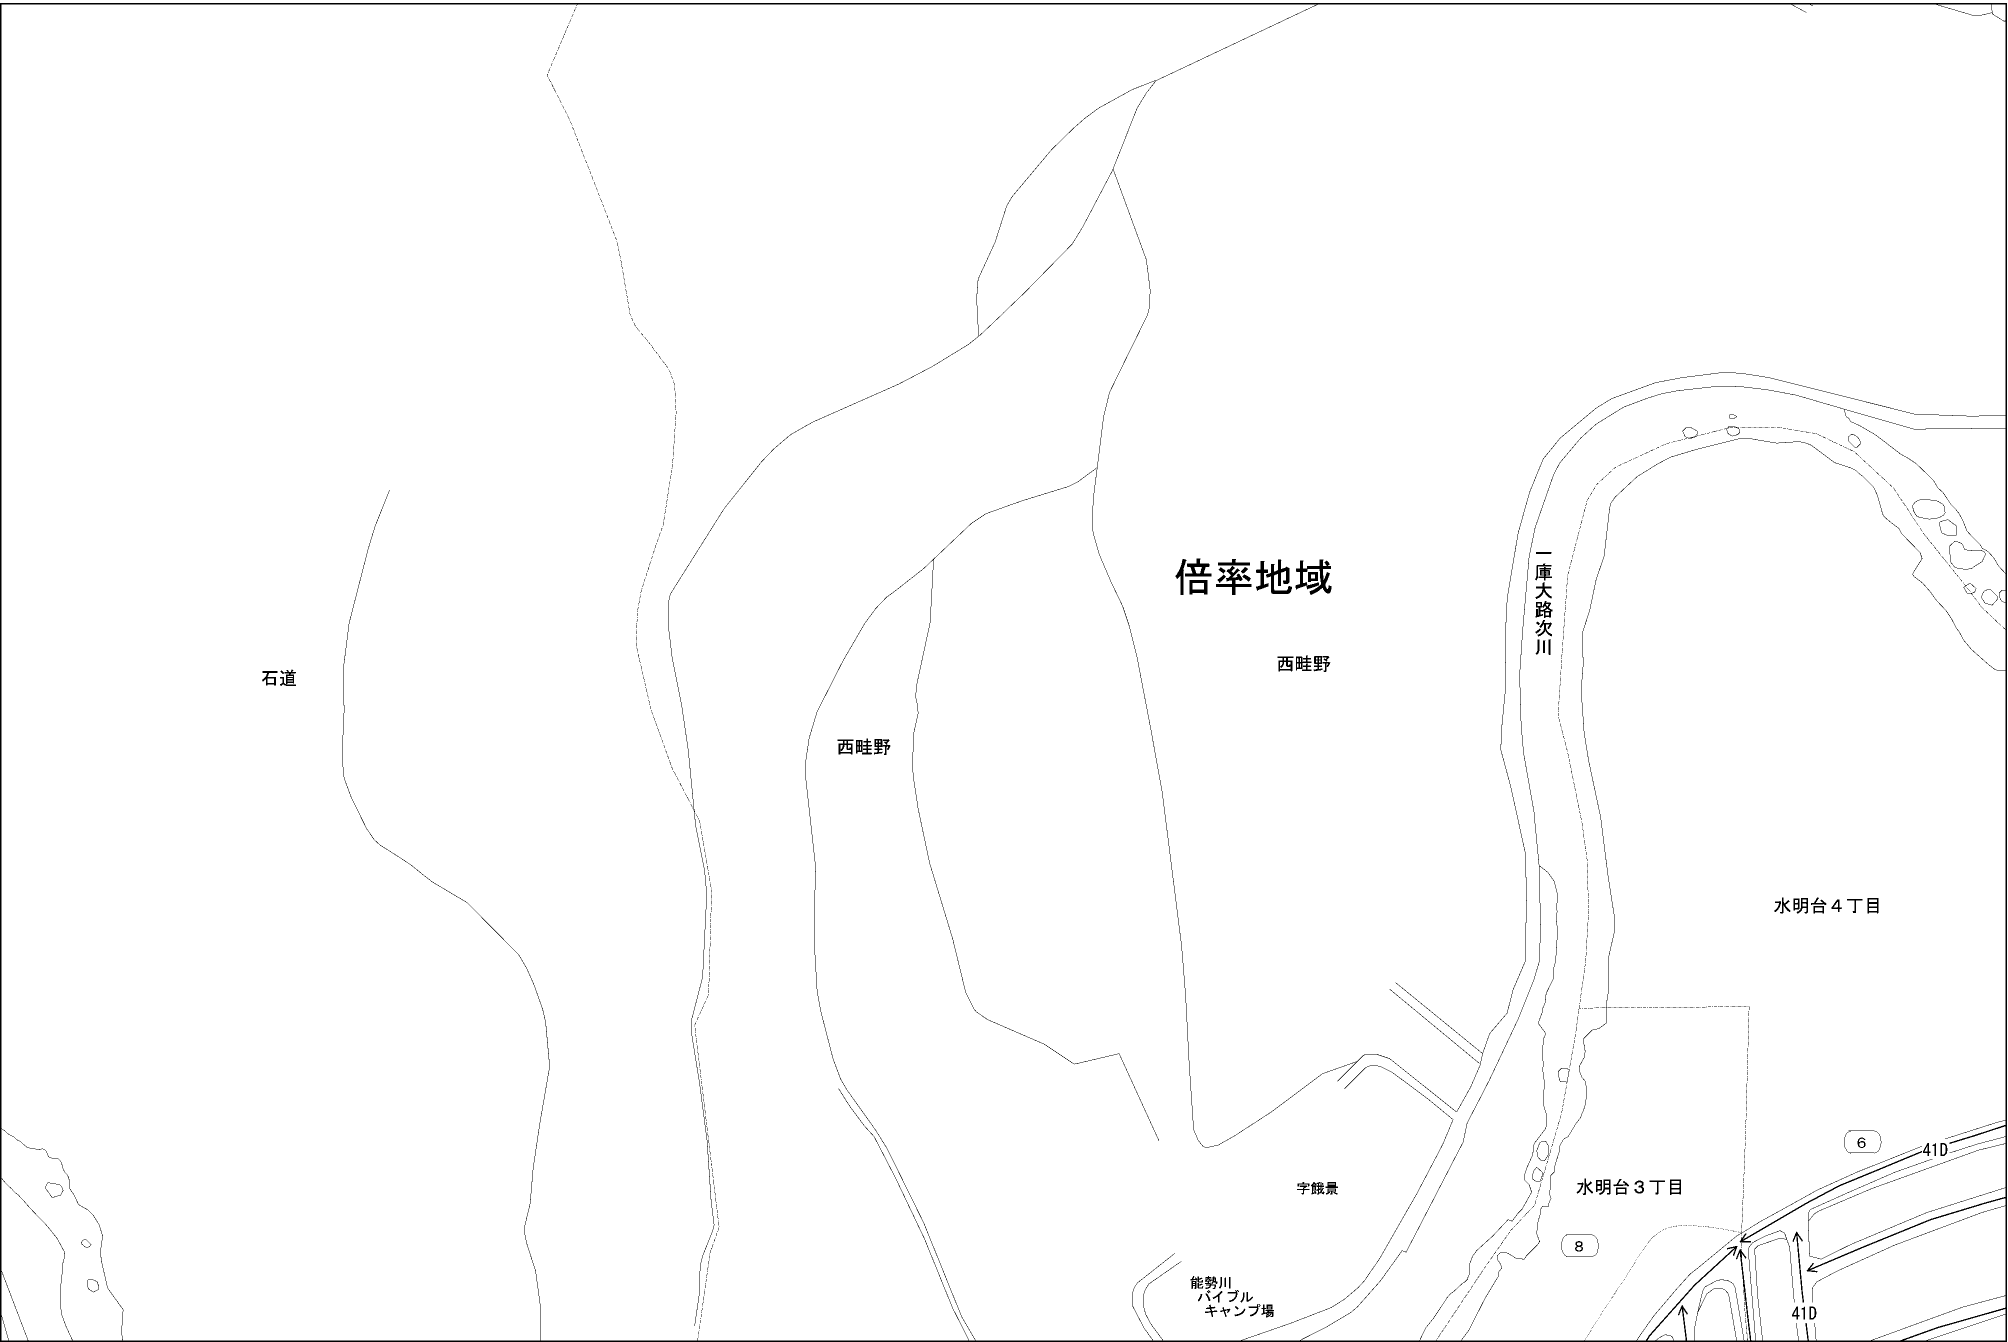 倍率地域
一庫大路次川
西畦野
石道
西畦野
水明台4丁目
6
41D
水明台3丁目
字餓景
8
能勢川
バイブル
キャンプ場
41D